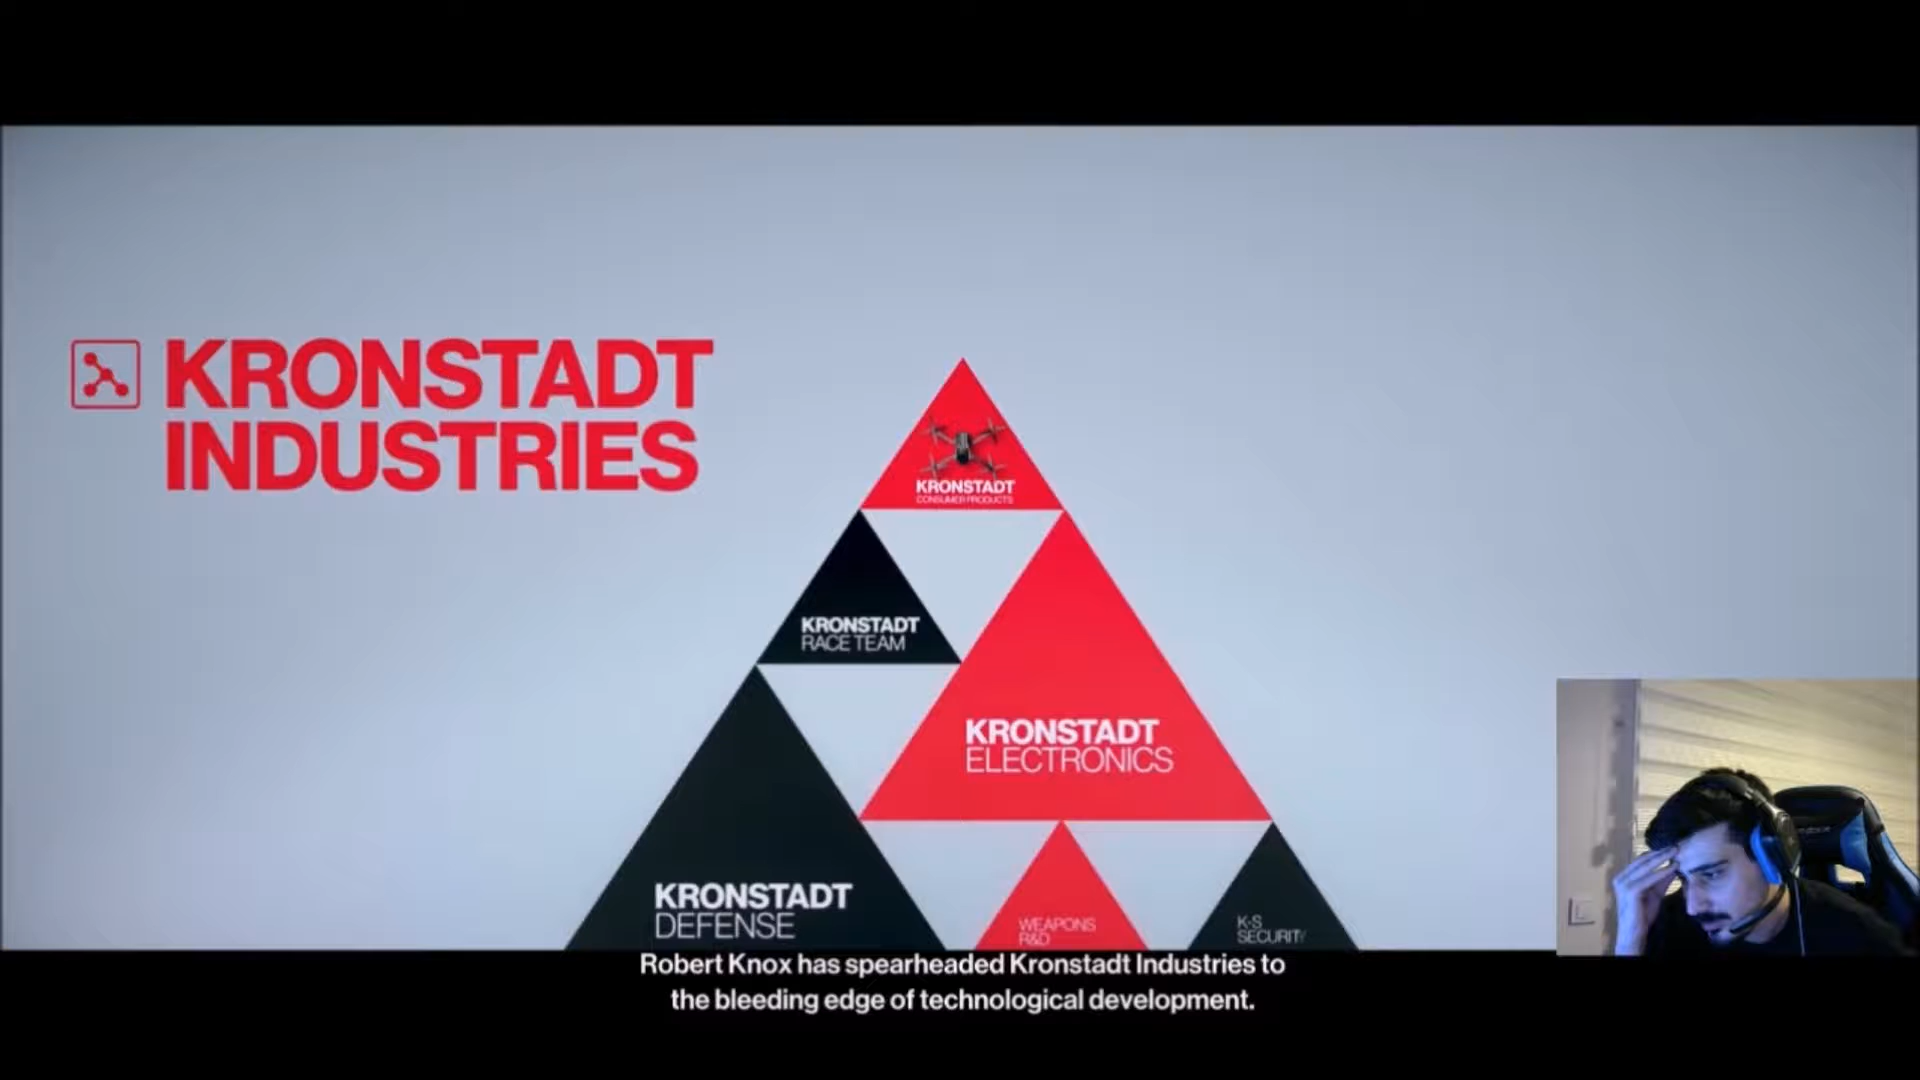 KRONSTADT
INDUSTRIES
KRONSTADT
CONSUMER PRODUCTS
KRONSTADT
RACE TEAM
KRONSTADT
ELECTRONICS
KRONSTADT
DEFENSE
WEAPONS
R&D
K-S
SECURITY
Robert Knox has spearheaded Kronstadt Industries to
the bleeding edge of technological development.